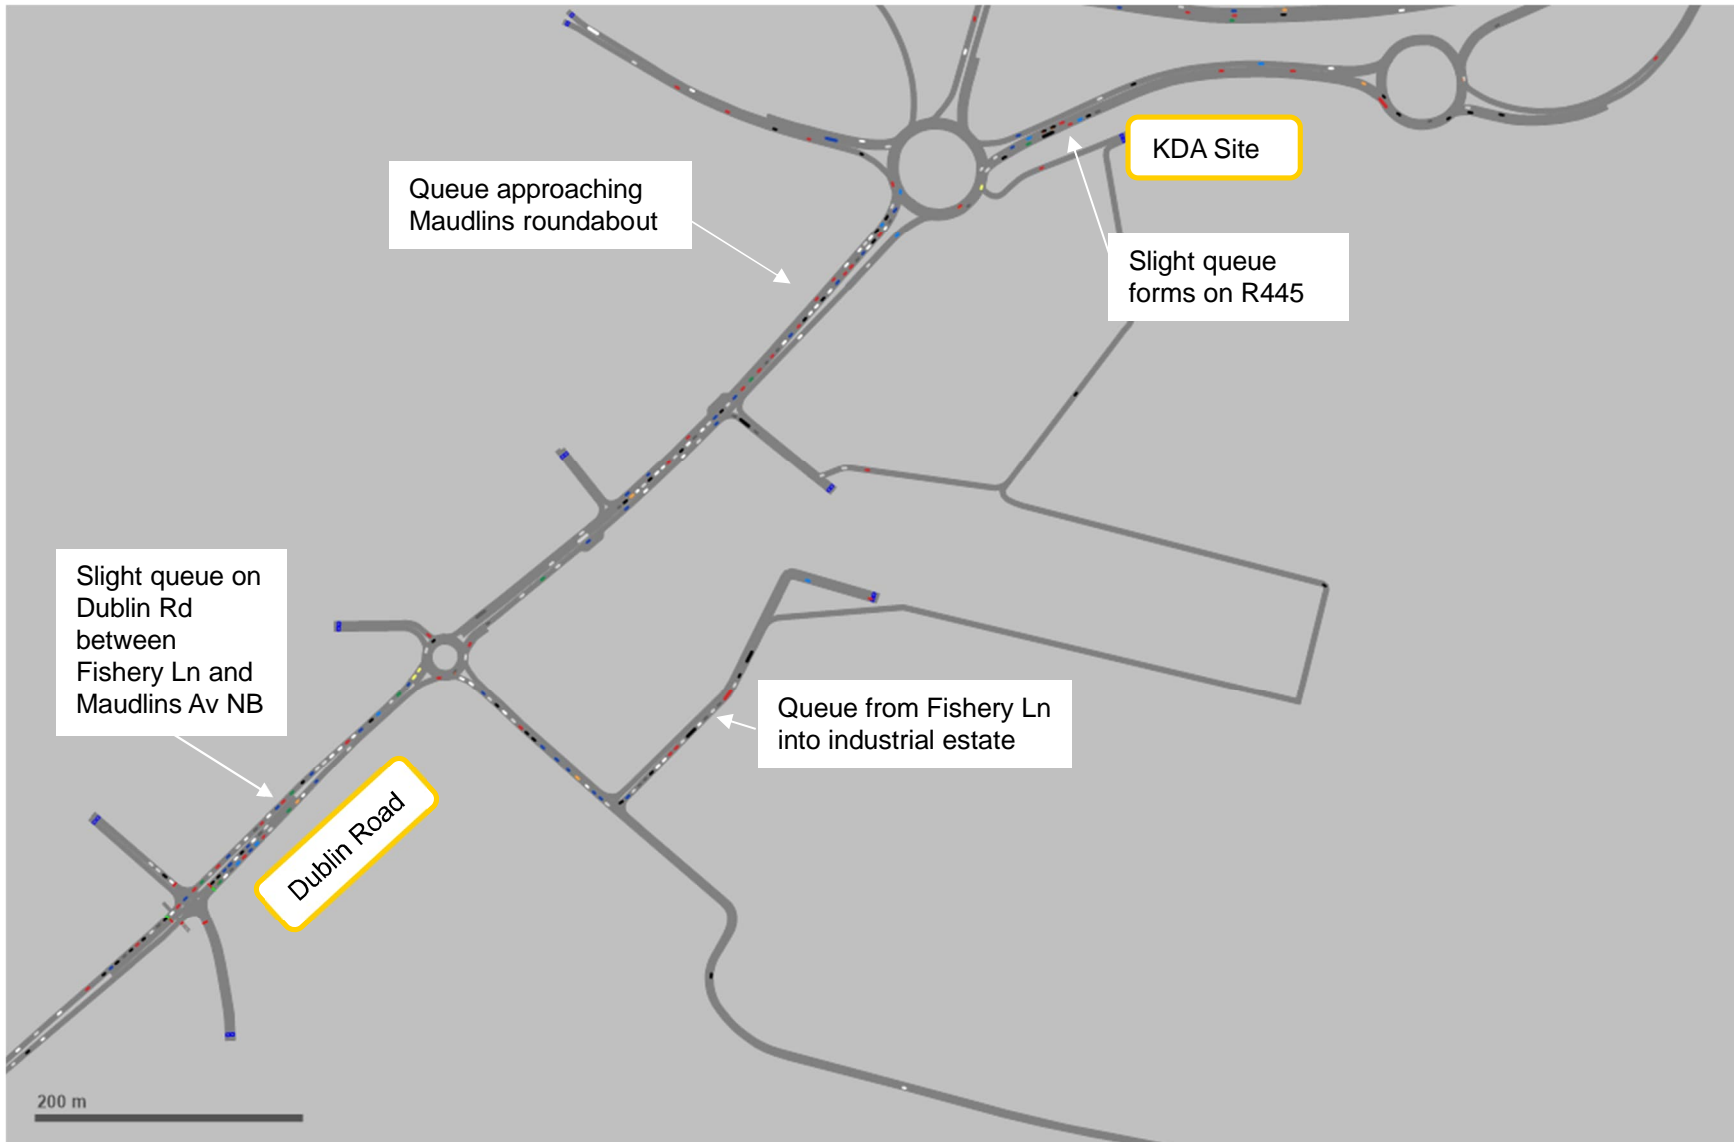 KDA Site
Queue approaching
Maudlins roundabout
Slight queue
forms on R445
Slight queue on
Dublin Rd
between
Fishery Ln and
Maudlins Av NB
Queue from Fishery Ln
into industrial estate
Dublin Road
200 m